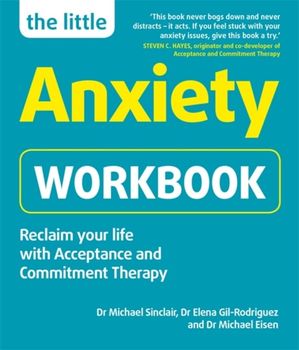 the little
'This book never bogs down and never
distracts – it acts. If you feel stuck with your
anxiety issues, give this book a try.'
STEVEN C. HAYES, originator and co-developer of
Acceptance and Commitment Therapy
Anxiety
WORKBOOK
Reclaim your life
with Acceptance and
Commitment Therapy
Dr Michael Sinclair, Dr Elena Gil-Rodriguez
and Dr Michael Eisen